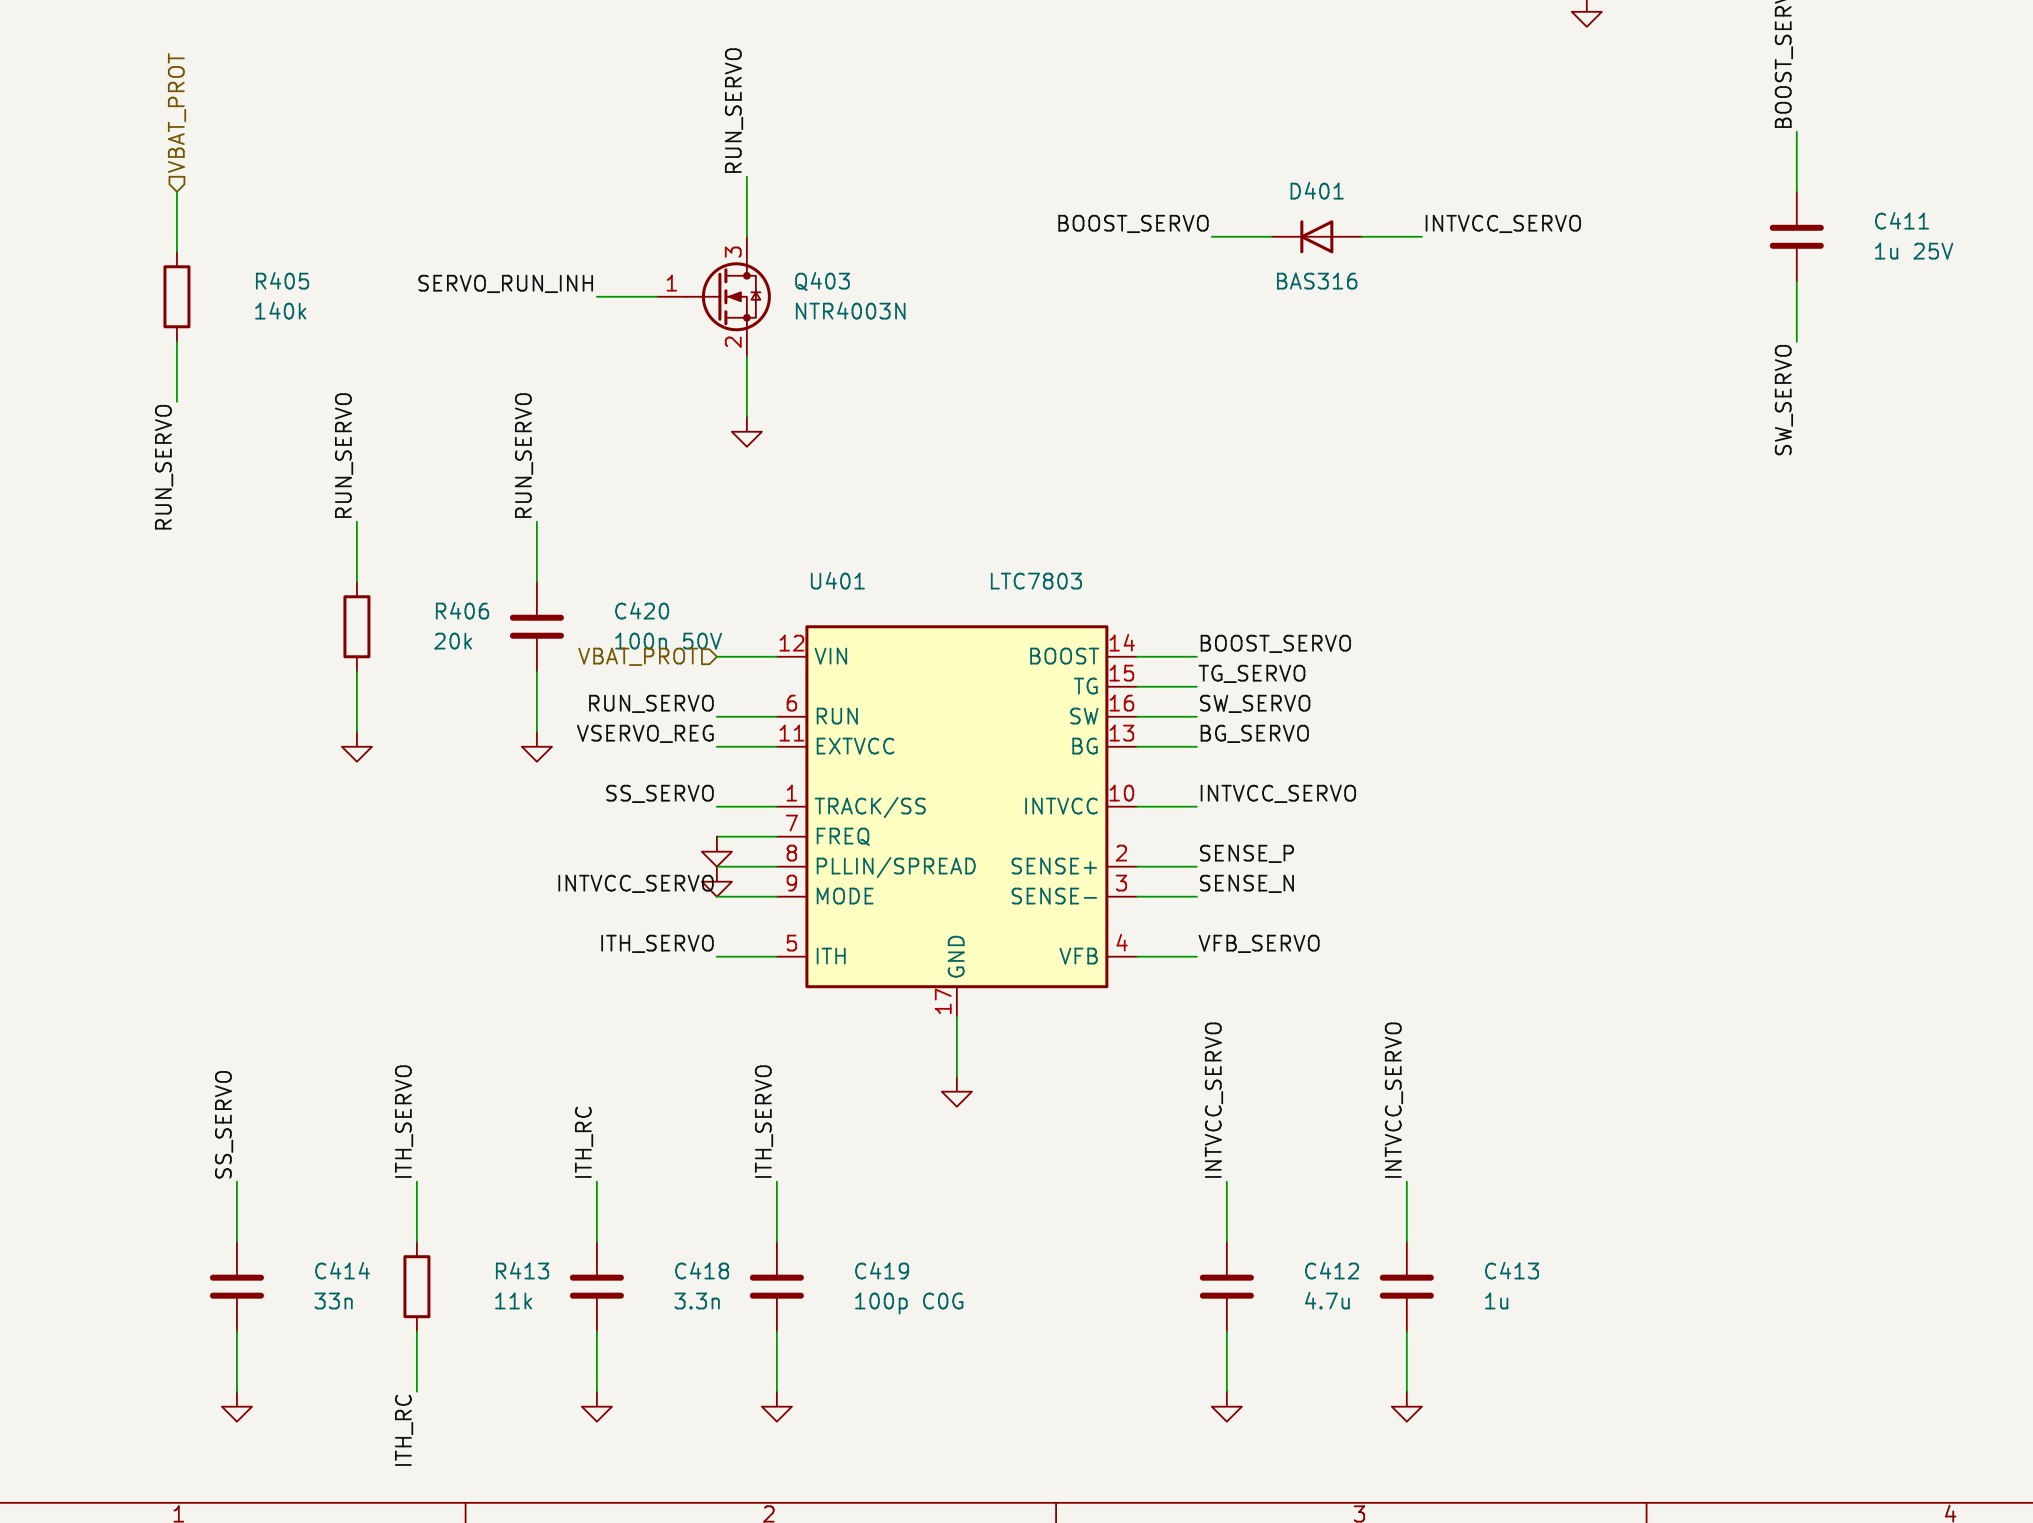 VBAT_PROT
R405
140k
RUN_SERVO
RUN_SERVO
SERVO_RUN_INH
1
3
2
Q403
NTR4003N
D401
BOOST_SERVO
INTVCC_SERVO
BAS316
BOOST_SERV
C411
1u 25V
SW_SERVO
RUN_SERVO
R406
20k
RUN_SERVO
C420
100n 50V
U401
LTC7803
VBAT_PROT
12
VIN
RUN_SERVO
6
RUN
VSERVO_REG
11
EXTVCC
SS_SERVO
1
TRACK/SS
7
FREQ
8
PLLIN/SPREAD
INTVCC_SERVO
9
MODE
ITH_SERVO
5
ITH
BOOST
14
BOOST_SERVO
TG
15
TG_SERVO
SW
16
SW_SERVO
BG
13
BG_SERVO
INTVCC
10
INTVCC_SERVO
SENSE+
2
SENSE_P
SENSE-
3
SENSE_N
VFB
4
VFB_SERVO
GND
17
SS_SERVO
C414
33n
ITH_SERVO
R413
11k
ITH_RC
ITH_RC
C418
3.3n
ITH_SERVO
C419
100p C0G
INTVCC_SERVO
C412
4.7u
INTVCC_SERVO
C413
1u
1
2
3
4